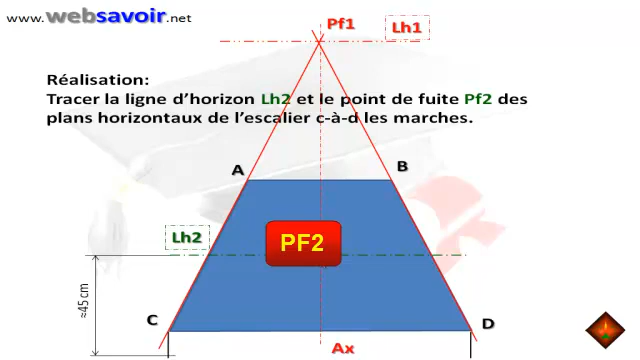 www.websavoir.net
Pf1
Lh1
Réalisation:
Tracer la ligne d’horizon Lh2 et le point de fuite Pf2 des
plans horizontaux de l’escalier c-à-d les marches.
A
B
Lh2
PF2
≈45 cm
C
D
Ax